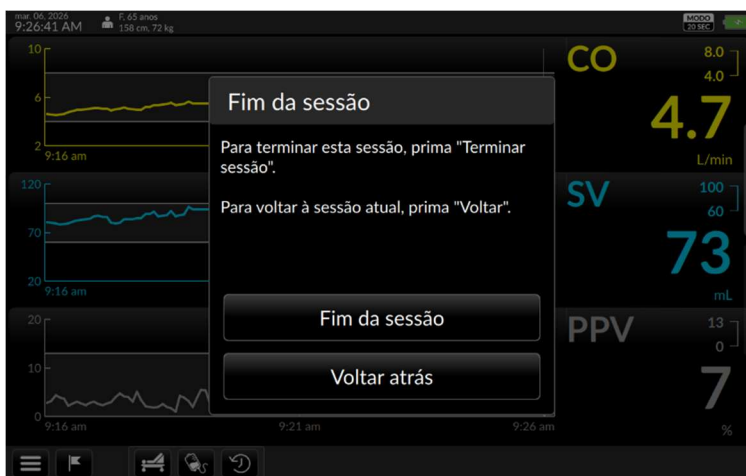 mar. 06, 2026
9:26:41 AM
F, 65 anos
158 cm, 72 kg
MODO
20 SEC
10
6
2
9:16 am
CO
8.0
4.0
4.7
L/min
Fim da sessão
Para terminar esta sessão, prima "Terminar
sessão".
Para voltar à sessão atual, prima "Voltar".
Fim da sessão
Voltar atrás
120
70
20
9:16 am
SV
100
60
73
mL
20
10
0
9:16 am
9:21 am
9:26 am
PPV
13
0
7
%